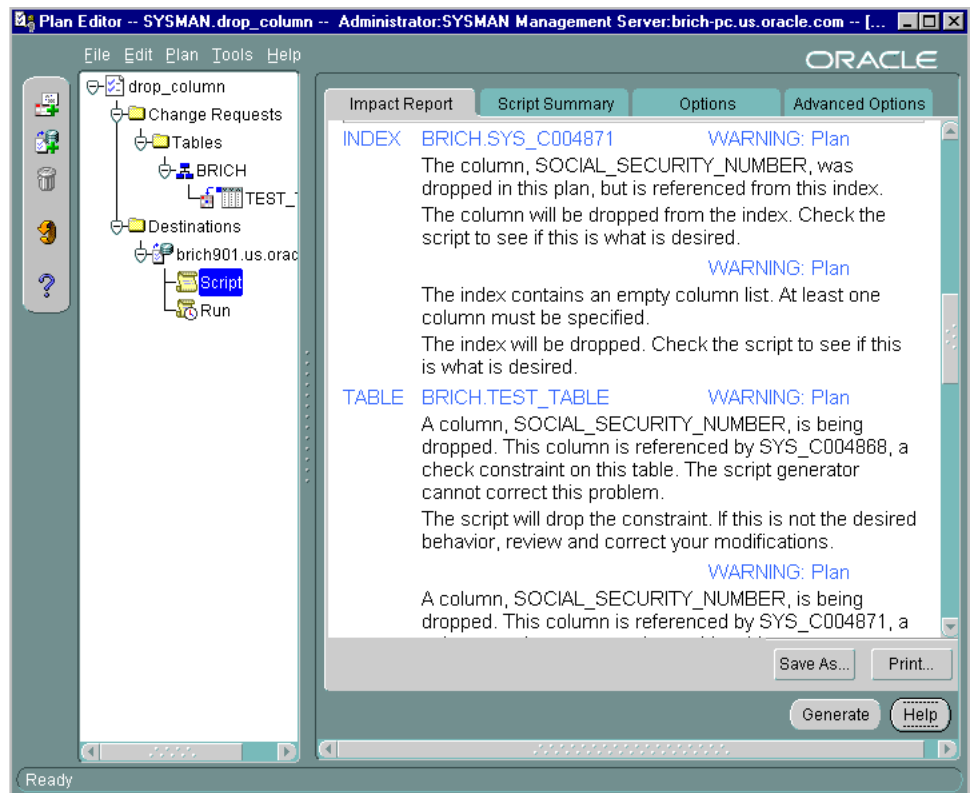 Plan Editor -- SYSMAN.drop_column -- Administrator:SYSMAN Management Server:brich-pc.us.oracle.com -- [...
File Edit Plan Tools Help
ORACLE
drop_column
Change Requests
Tables
BRICH
TEST_
Destinations
brich901.us.orac
Script
Run
Impact Report Script Summary Options Advanced Options
INDEX BRICH.SYS_C004871 WARNING: Plan
The column, SOCIAL_SECURITY_NUMBER, was
dropped in this plan, but is referenced from this index.
The column will be dropped from the index. Check the
script to see if this is what is desired.
WARNING: Plan
The index contains an empty column list. At least one
column must be specified.
The index will be dropped. Check the script to see if this
is what is desired.
TABLE BRICH.TEST_TABLE WARNING: Plan
A column, SOCIAL_SECURITY_NUMBER, is being
dropped. This column is referenced by SYS_C004868, a
check constraint on this table. The script generator
cannot correct this problem.
The script will drop the constraint. If this is not the desired
behavior, review and correct your modifications.
WARNING: Plan
A column, SOCIAL_SECURITY_NUMBER, is being
dropped. This column is referenced by SYS_C004871, a
Save As... Print...
Generate Help
Ready